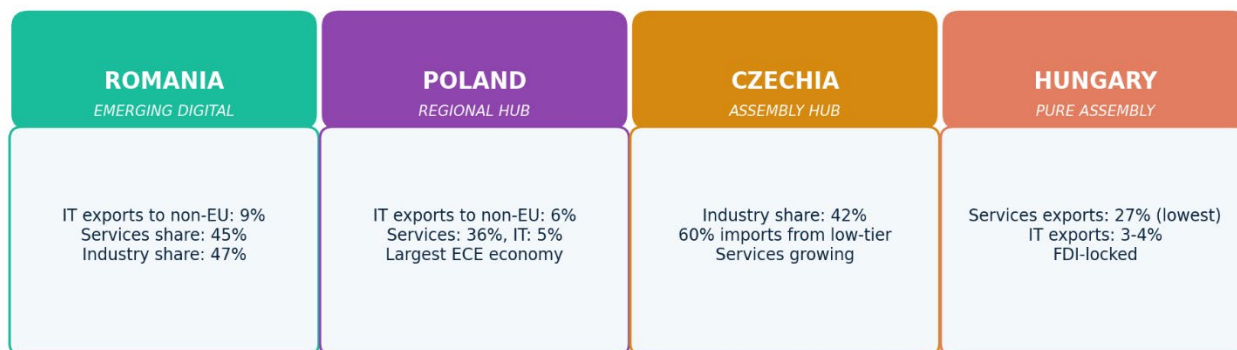 ROMANIA
EMERGING DIGITAL
IT exports to non-EU: 9%
Services share: 45%
Industry share: 47%
POLAND
REGIONAL HUB
IT exports to non-EU: 6%
Services: 36%, IT: 5%
Largest ECE economy
CZECHIA
ASSEMBLY HUB
Industry share: 42%
60% imports from low-tier
Services growing
HUNGARY
PURE ASSEMBLY
Services exports: 27% (lowest)
IT exports: 3-4%
FDI-locked